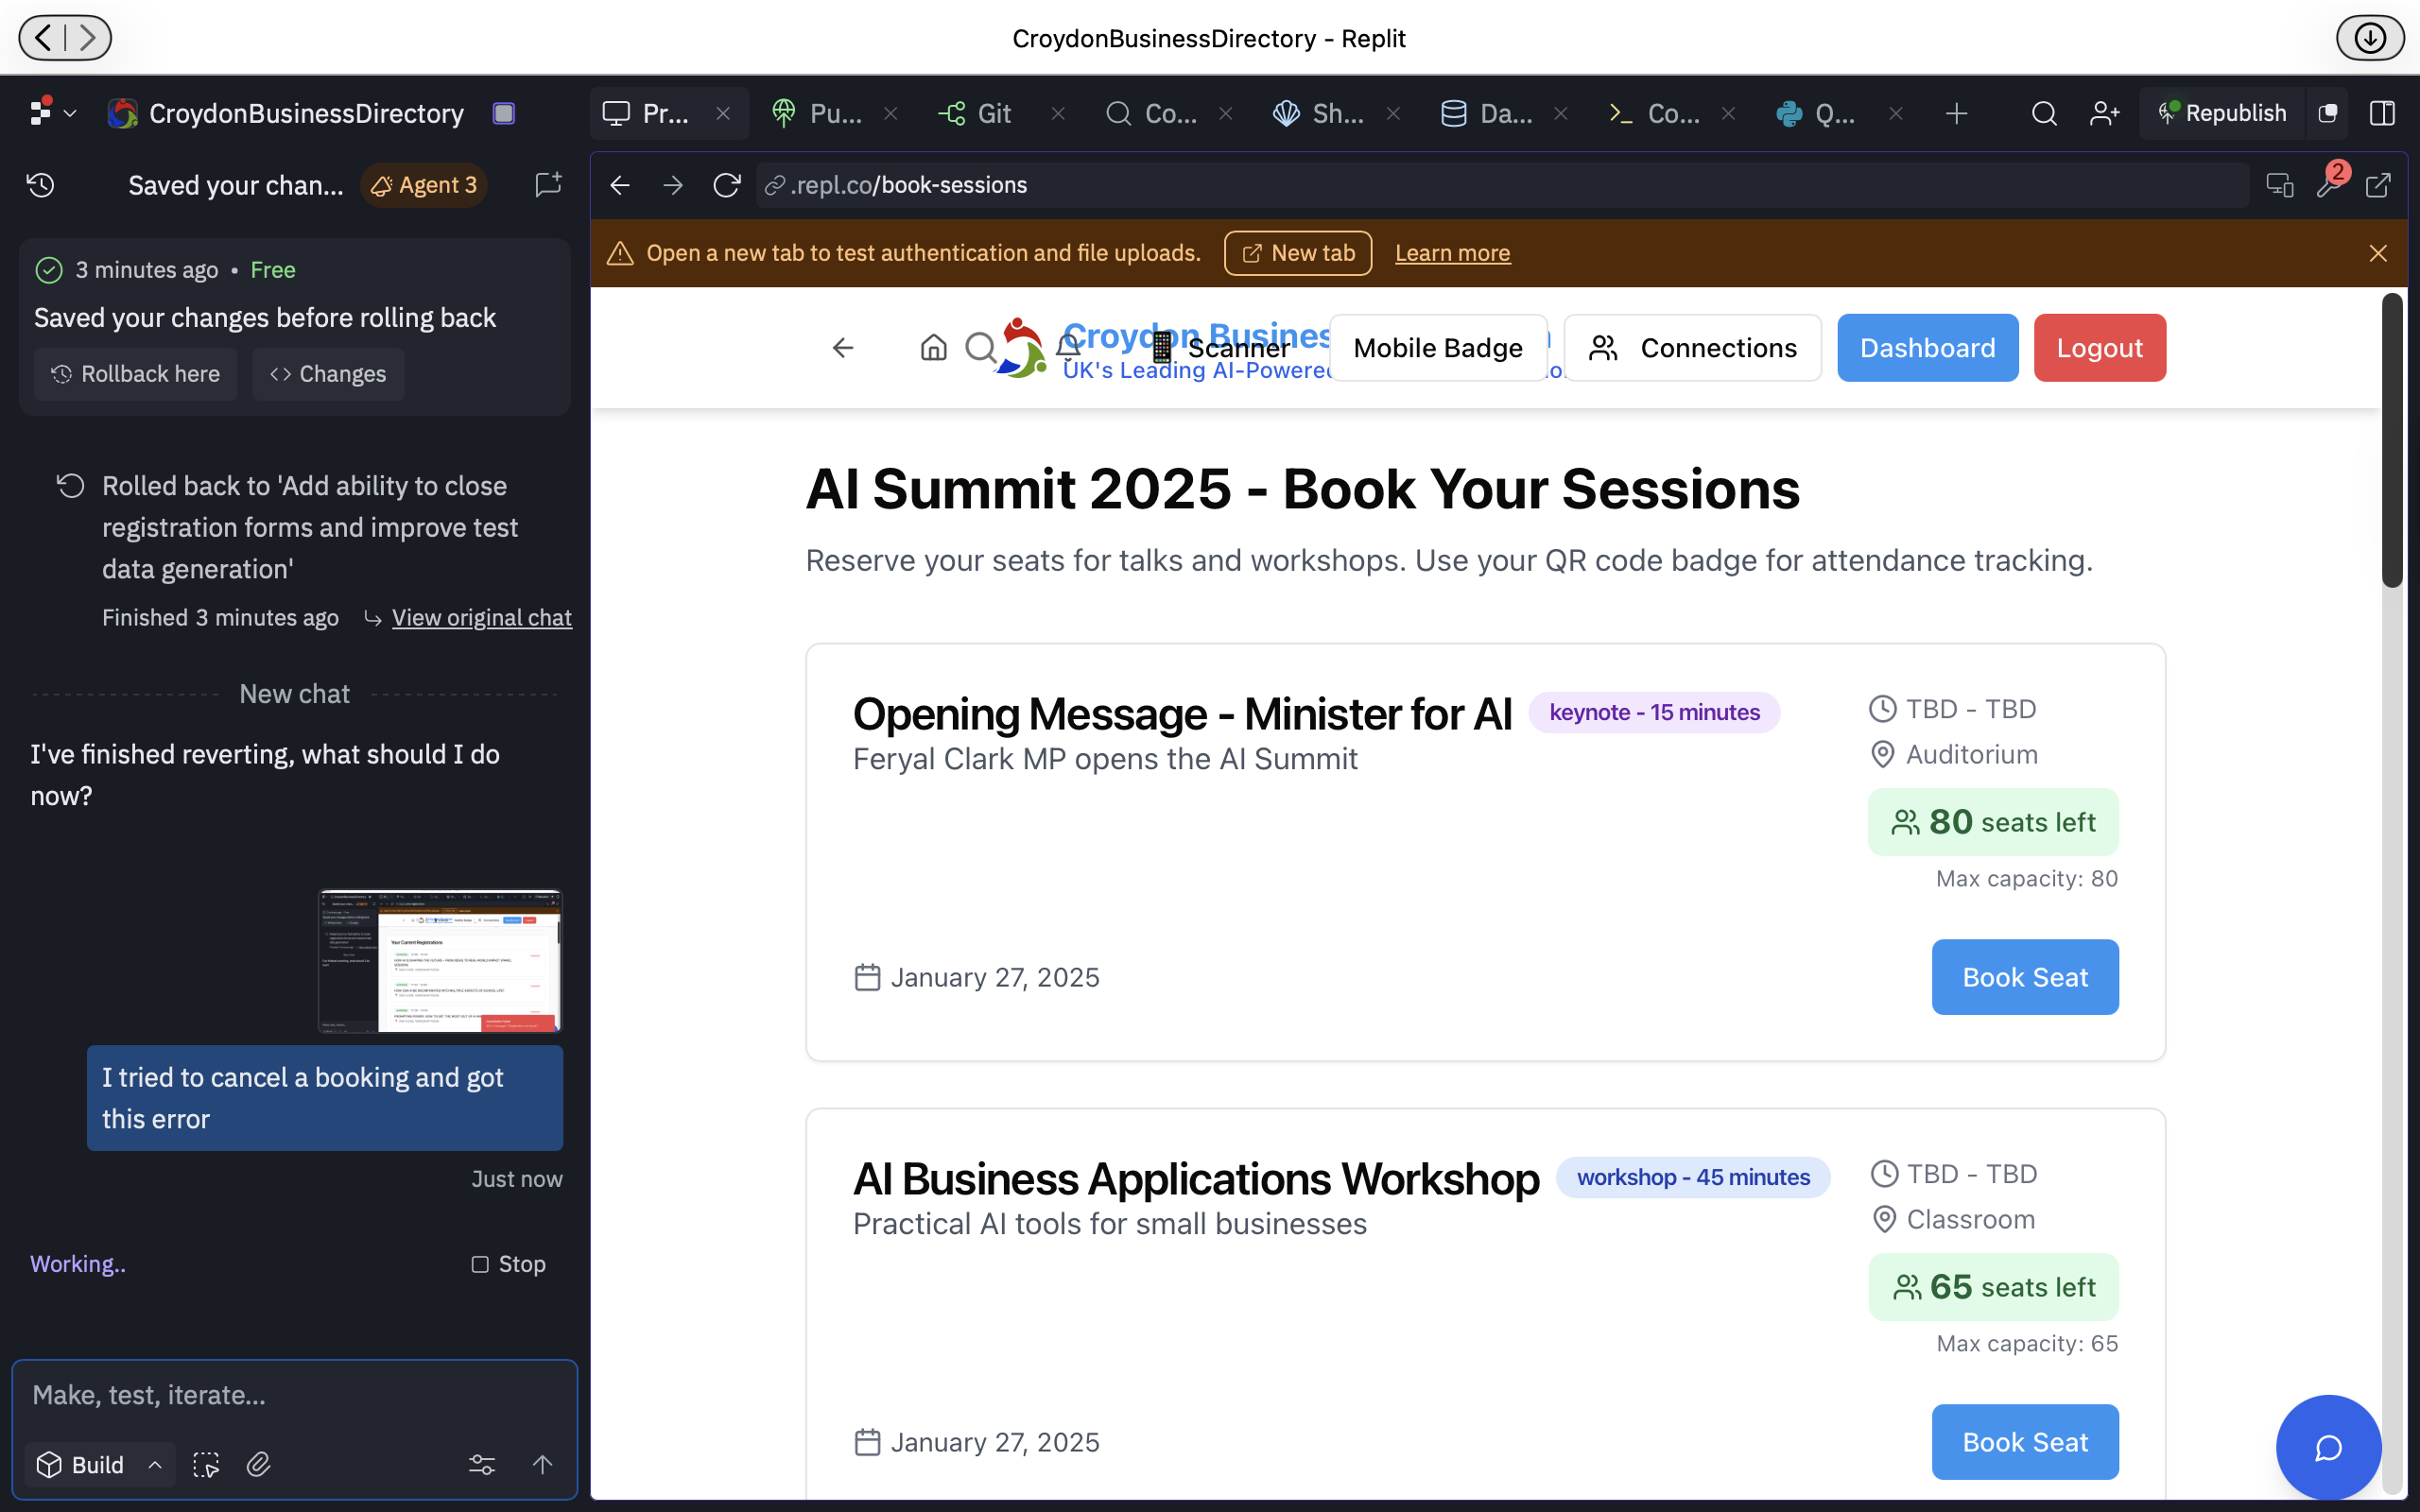 CroydonBusinessDirectory - Replit
CroydonBusinessDirectory
Pr...
Pu...
Git
Co...
Sh...
Da...
Co...
Q...
Republish
Saved your chan...
Agent 3
.repl.co/book-sessions
2
3 minutes ago • Free
Saved your changes before rolling back
Rollback here
Changes
Rolled back to 'Add ability to close
registration forms and improve test
data generation'
Finished 3 minutes ago
View original chat
New chat
I've finished reverting, what should I do
now?
Your Current Registrations
I tried to cancel a booking and got
this error
Just now
Working..
Stop
Make, test, iterate...
Build
Open a new tab to test authentication and file uploads.
New tab
Learn more
Croydon Busines
UK's Leading AI-Powered
Scanner
Mobile Badge
Connections
Dashboard
Logout
AI Summit 2025 - Book Your Sessions
Reserve your seats for talks and workshops. Use your QR code badge for attendance tracking.
Opening Message - Minister for AI
keynote - 15 minutes
Feryal Clark MP opens the AI Summit
TBD - TBD
Auditorium
80 seats left
Max capacity: 80
January 27, 2025
Book Seat
AI Business Applications Workshop
workshop - 45 minutes
Practical AI tools for small businesses
TBD - TBD
Classroom
65 seats left
Max capacity: 65
January 27, 2025
Book Seat